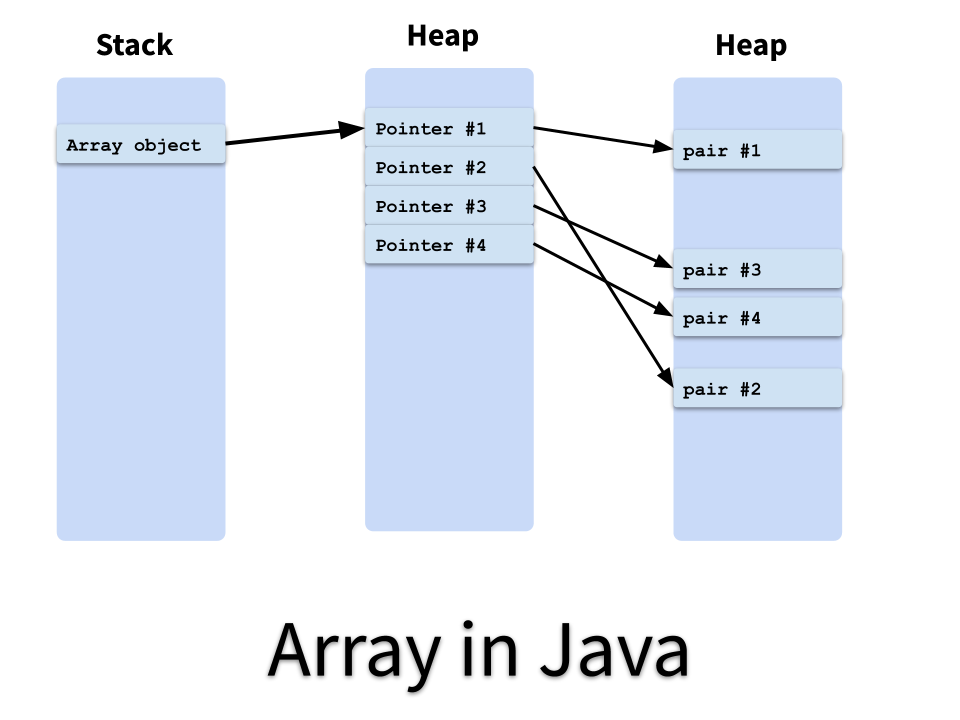 Stack
Array object
Heap
Pointer #1
Pointer #2
Pointer #3
Pointer #4
Heap
pair #1
pair #3
pair #4
pair #2
Array in Java